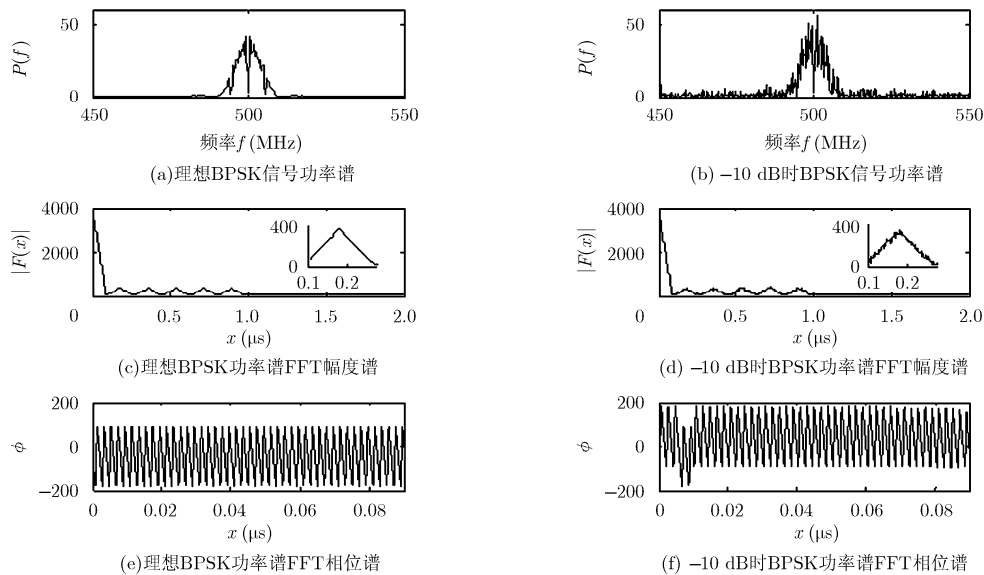 P(f)
50
0
450
500
550
频率f (MHz)
(a)理想BPSK信号功率谱
P(f)
50
0
450
500
550
频率f (MHz)
(b) −10 dB时BPSK信号功率谱
|F(x)|
4000
2000
0
0.5
1.0
1.5
2.0
400
0
0.1
0.2
x (μs)
(c)理想BPSK功率谱FFT幅度谱
|F(x)|
4000
2000
0
0.5
1.0
1.5
2.0
400
0
0.1
0.2
x (μs)
(d) −10 dB时BPSK功率谱FFT幅度谱
ϕ
200
0
−200
0
0.02
0.04
0.06
0.08
x (μs)
(e)理想BPSK功率谱FFT相位谱
ϕ
200
0
−200
0
0.02
0.04
0.06
0.08
x (μs)
(f) −10 dB时BPSK功率谱FFT相位谱